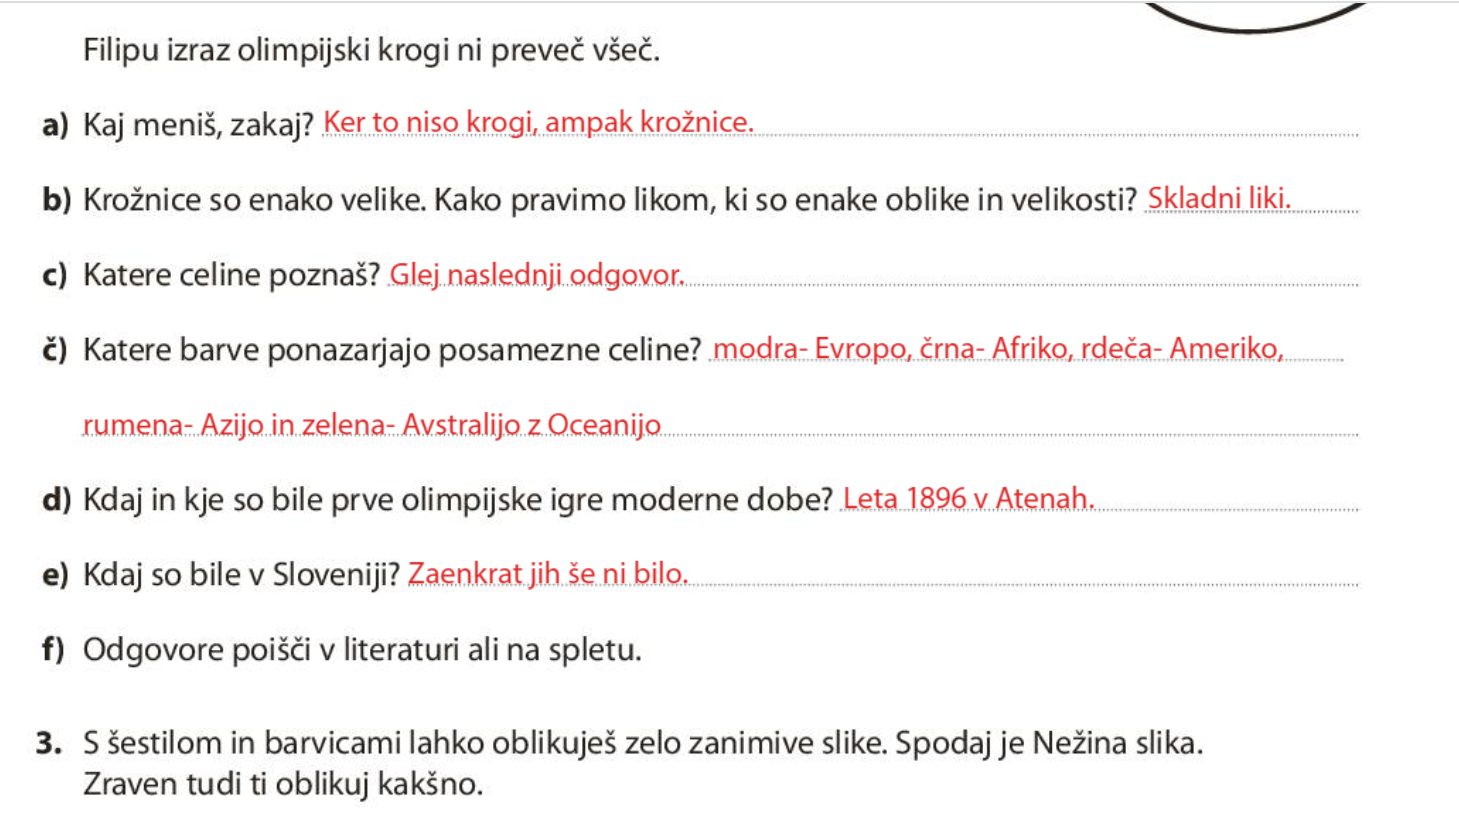 Filipu izraz olimpijski krogi ni preveč všeč.
a) Kaj meniš, zakaj? Ker to niso krogi, ampak krožnice.
b) Krožnice so enako velike. Kako pravimo likom, ki so enake oblike in velikosti? Skladni liki.
c) Katere celine poznaš? Glej naslednji odgovor.
č) Katere barve ponazarjajo posamezne celine? modra- Evropo, črna- Afriko, rdeča- Ameriko,
rumena- Azijo in zelena- Avstralijo z Oceanijo
d) Kdaj in kje so bile prve olimpijske igre moderne dobe? Leta 1896 v Atenah.
e) Kdaj so bile v Sloveniji? Zaenkrat jih še ni bilo.
f) Odgovore poišči v literaturi ali na spletu.
3. S šestilom in barvicami lahko oblikuješ zelo zanimive slike. Spodaj je Nežina slika.
Zraven tudi ti oblikuj kakšno.